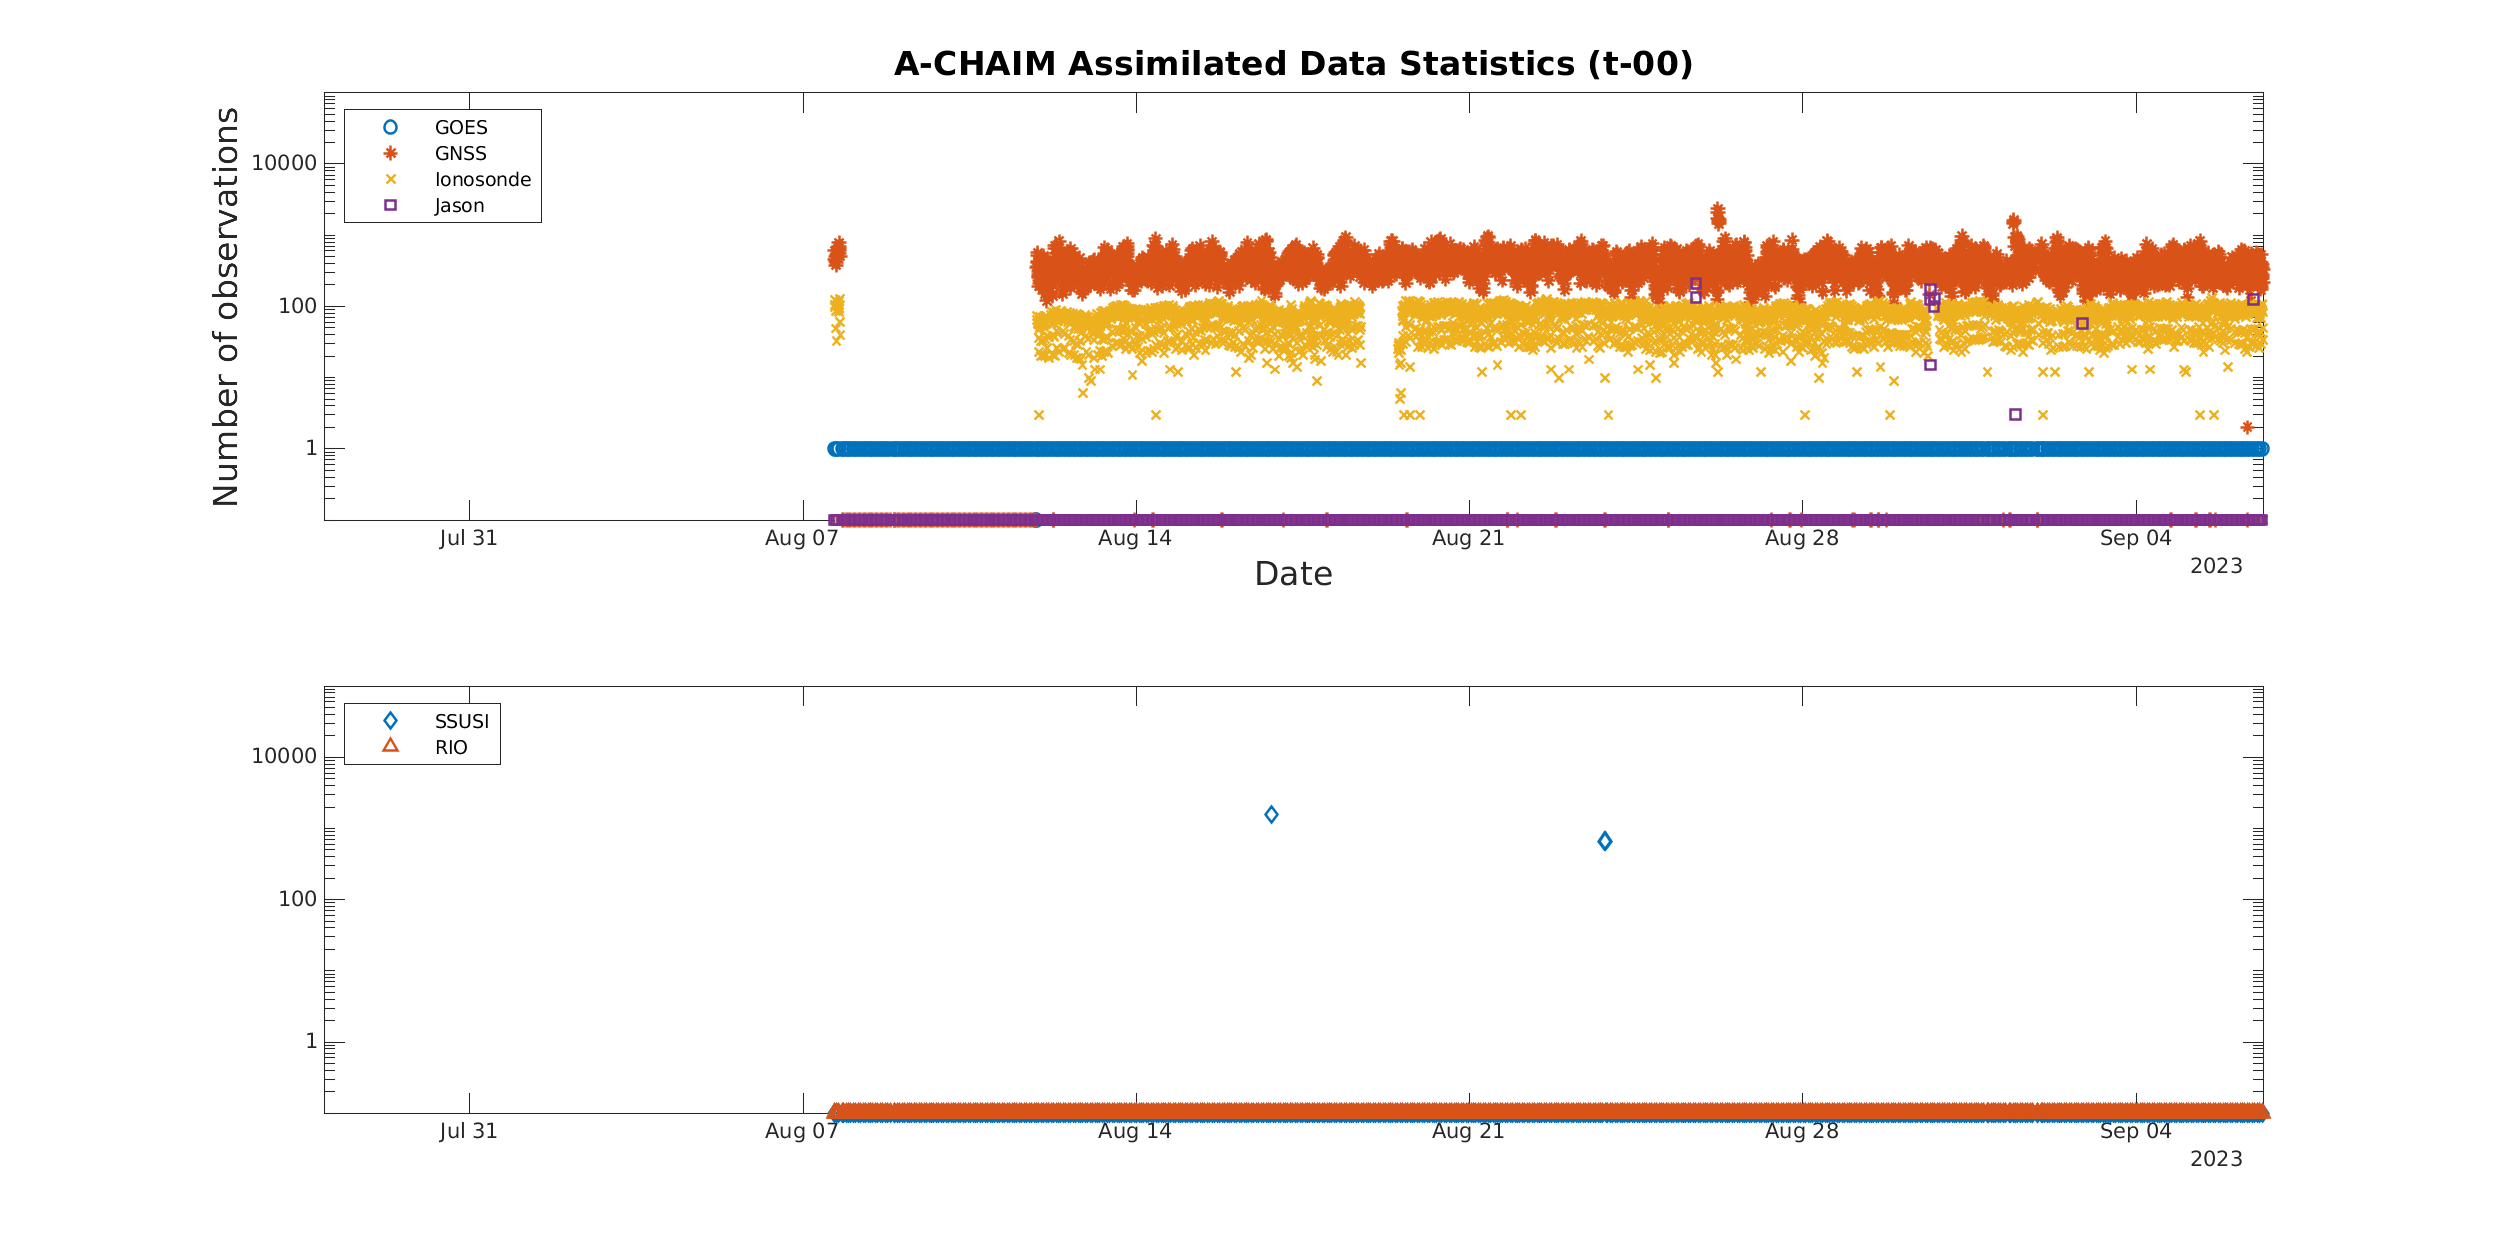 A-CHAIM Assimilated Data Statistics (t-00)
Number of observations
GOES
GNSS
Ionosonde
Jason
10000
100
1
Jul 31 Aug 07 Aug 14 Aug 21 Aug 28 Sep 04
2023
Date
SSUSI
RIO
10000
100
1
Jul 31 Aug 07 Aug 14 Aug 21 Aug 28 Sep 04
2023